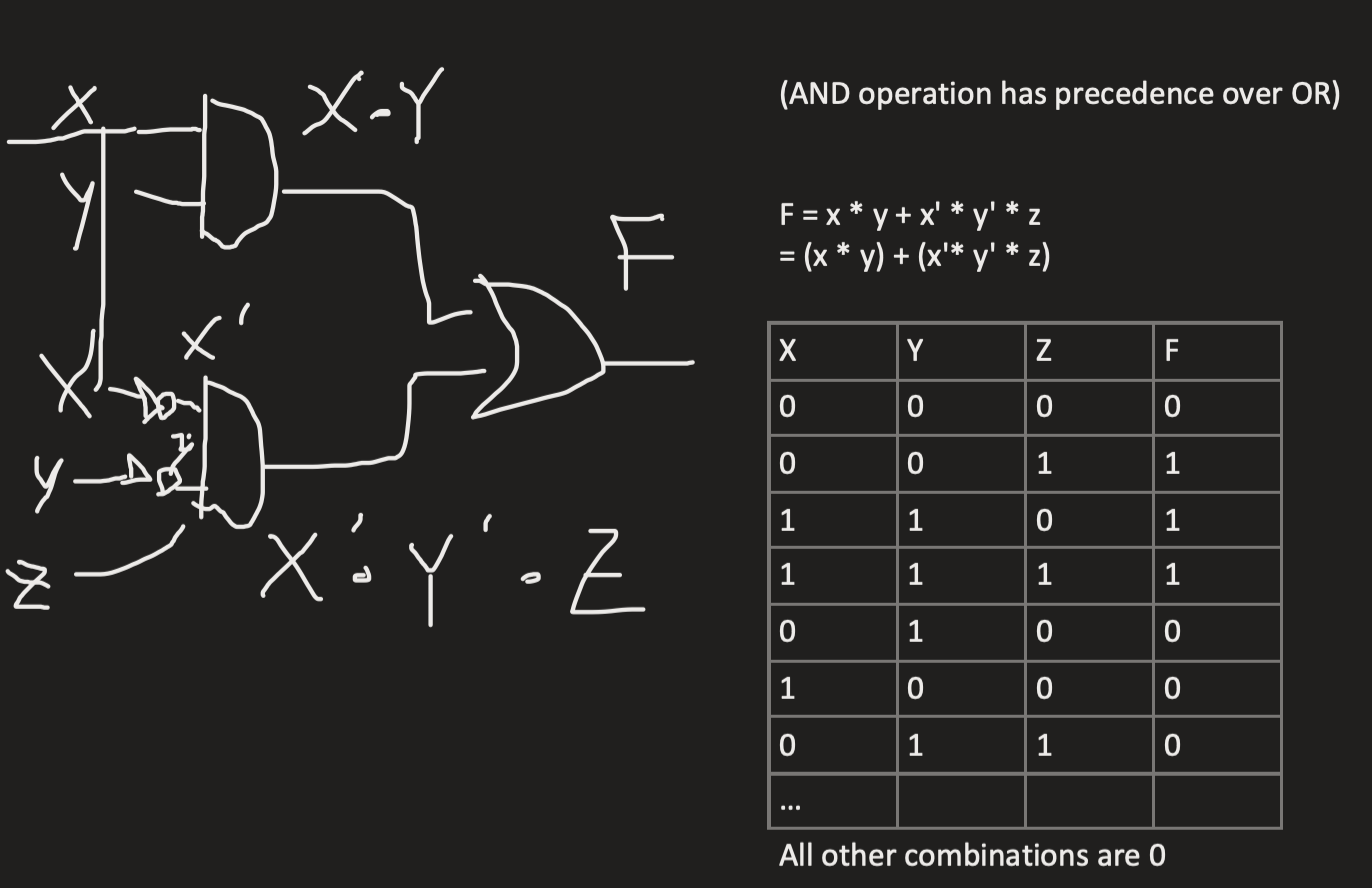 X
X-Y
Y
F
X'
X
Y
Z
X' . Y' . Z
(AND operation has precedence over OR)
F = x * y + x' * y' * z
= (x * y) + (x'* y' * z)
X Y Z F
0 0 0 0
0 0 1 1
1 1 0 1
1 1 1 1
0 1 0 0
1 0 0 0
0 1 1 0
...
All other combinations are 0